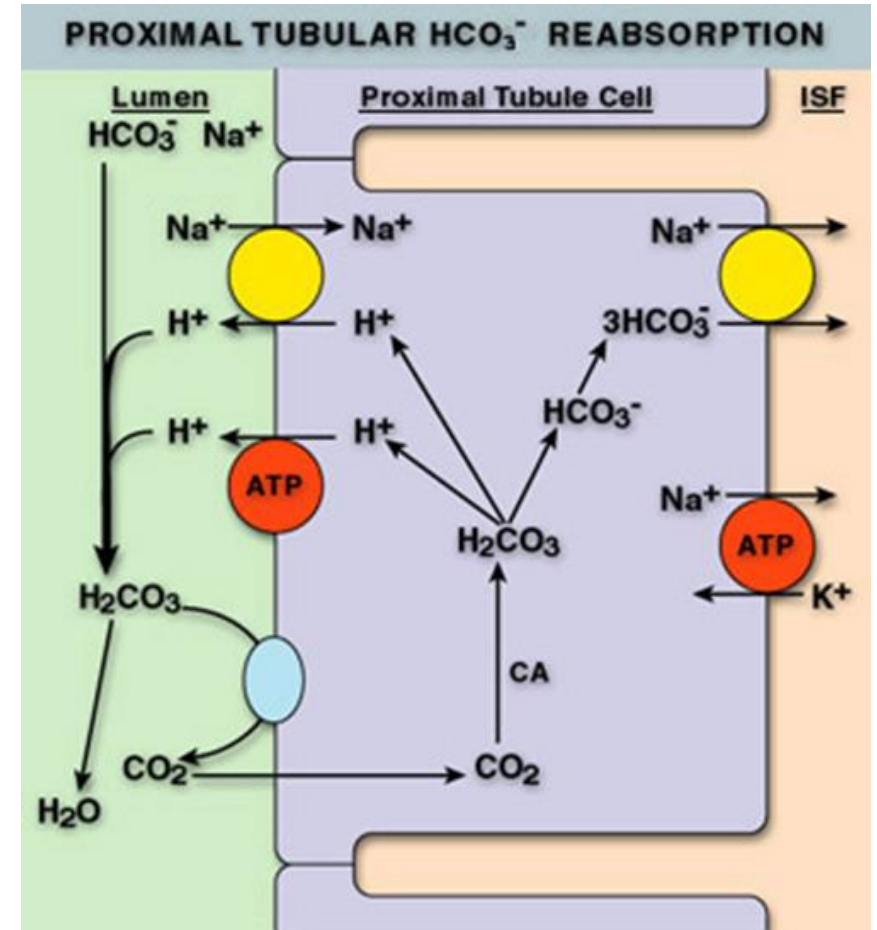 PROXIMAL TUBULAR HCO₃⁻ REABSORPTION
Lumen Proximal Tubule Cell ISF
HCO₃⁻ Na⁺
Na⁺ Na⁺ Na⁺
H⁺ H⁺ 3HCO₃⁻
HCO₃⁻
H⁺ H⁺
ATP
Na⁺
H₂CO₃
ATP
H₂CO₃ K⁺
CA
CO₂ CO₂
H₂O